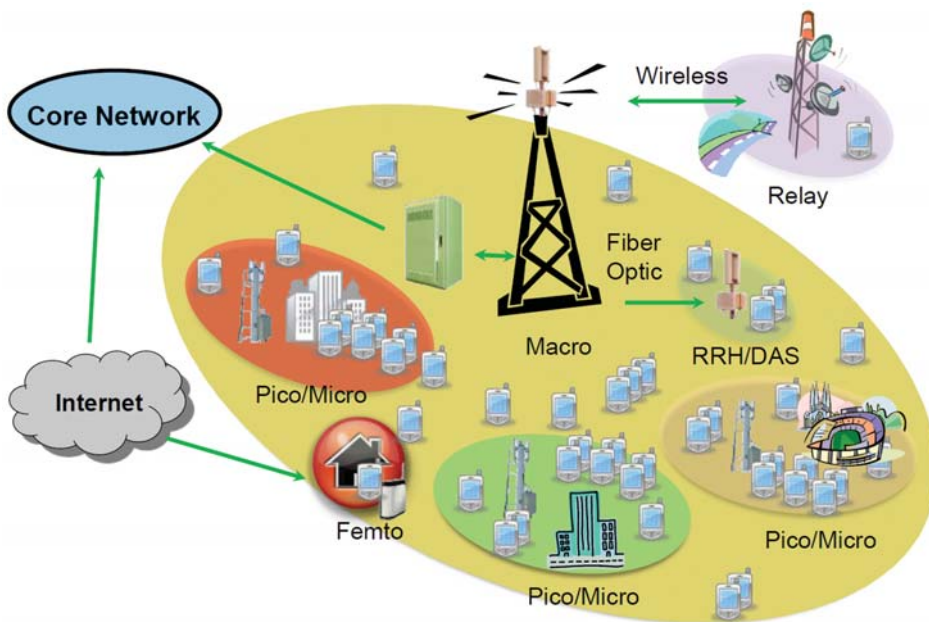 Wireless
Core Network
Relay
Fiber
Optic
Macro
RRH/DAS
Pico/Micro
Internet
Femto
Pico/Micro
Pico/Micro